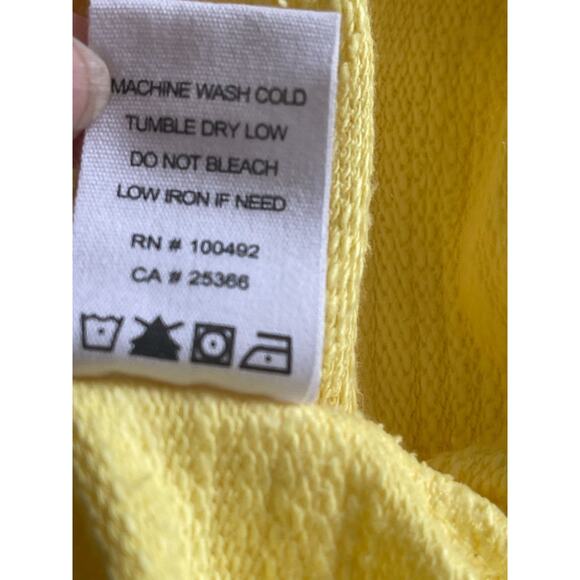 MACHINE WASH COLD
TUMBLE DRY LOW
DO NOT BLEACH
LOW IRON IF NEED
RN # 100492
CA # 25366